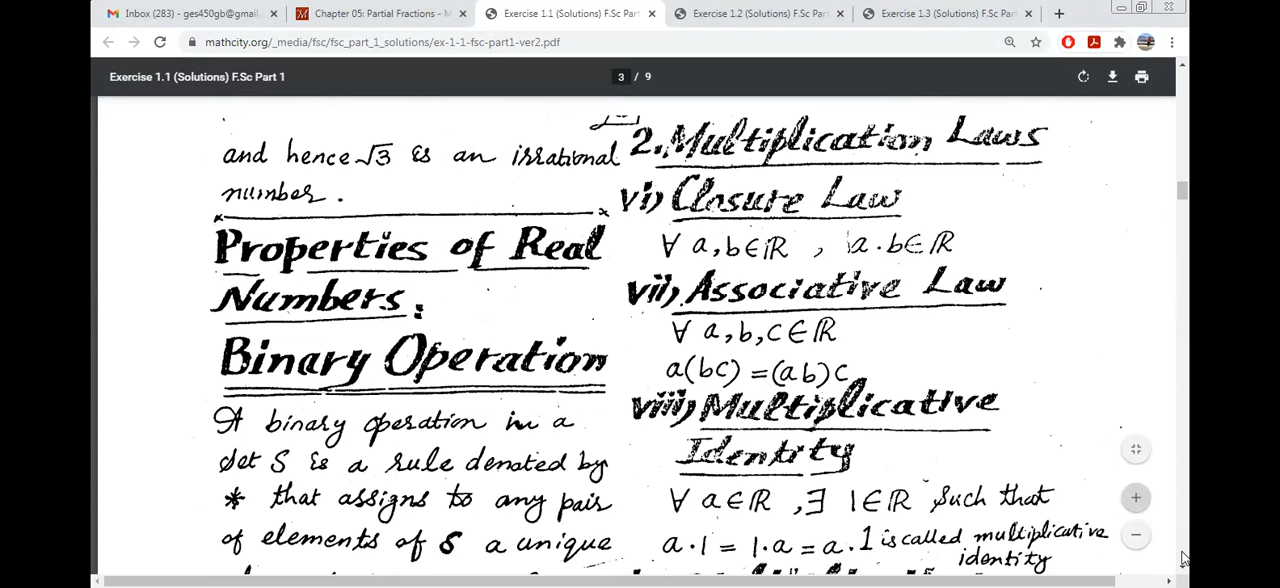 Inbox (283) - ges450gb@gmail.
Chapter 05: Partial Fractions - M
Exercise 1.1 (Solutions) F.Sc Part
Exercise 1.2 (Solutions) F.Sc P
Exercise 1.3 (Solutions) F.Sc Part
mathcity.org/_media/fsc/fsc_part_1_solutions/ex-1-1-fsc-part1-ver2.pdf
Exercise 1.1 (Solutions) F.Sc Part 1
3 / 9
and hence √3 is an irrational
number.
Properties of Real
Numbers:
Binary Operation
A binary operation in a
set S is a rule denoted by
* that assigns to any pair
of elements of S a unique
2. Multiplication Laws
vi) Closure Law
∀ a, b ∈ ℝ , a . b ∈ ℝ
vii) Associative Law
∀ a, b, c ∈ ℝ
a(bc) = (ab)c
viii) Multiplicative
Identity
∀ a ∈ ℝ , ∃ 1 ∈ ℝ such that
a . 1 = 1 . a = a . 1 is called multiplicative
identity